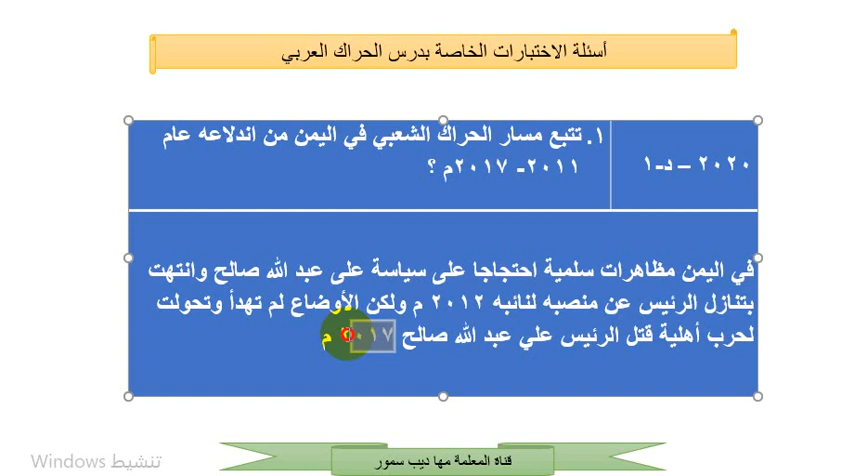 أسئلة الاختبارات الخاصة بدرس الحراك العربي
٢٠٢٠ – د-١
١. تتبع مسار الحراك الشعبي في اليمن من اندلاعه عام
٢٠١١- ٢٠١٧م ؟
في اليمن مظاهرات سلمية احتجاجا على سياسة على عبد الله صالح وانتهت
بتنازل الرئيس عن منصبه لنائبه ٢٠١٢ م ولكن الأوضاع لم تهدأ وتحولت
لحرب أهلية قتل الرئيس علي عبد الله صالح ٢٠١٧ م
قناة المعلمة مها ديب سمور
تنشيط Windows